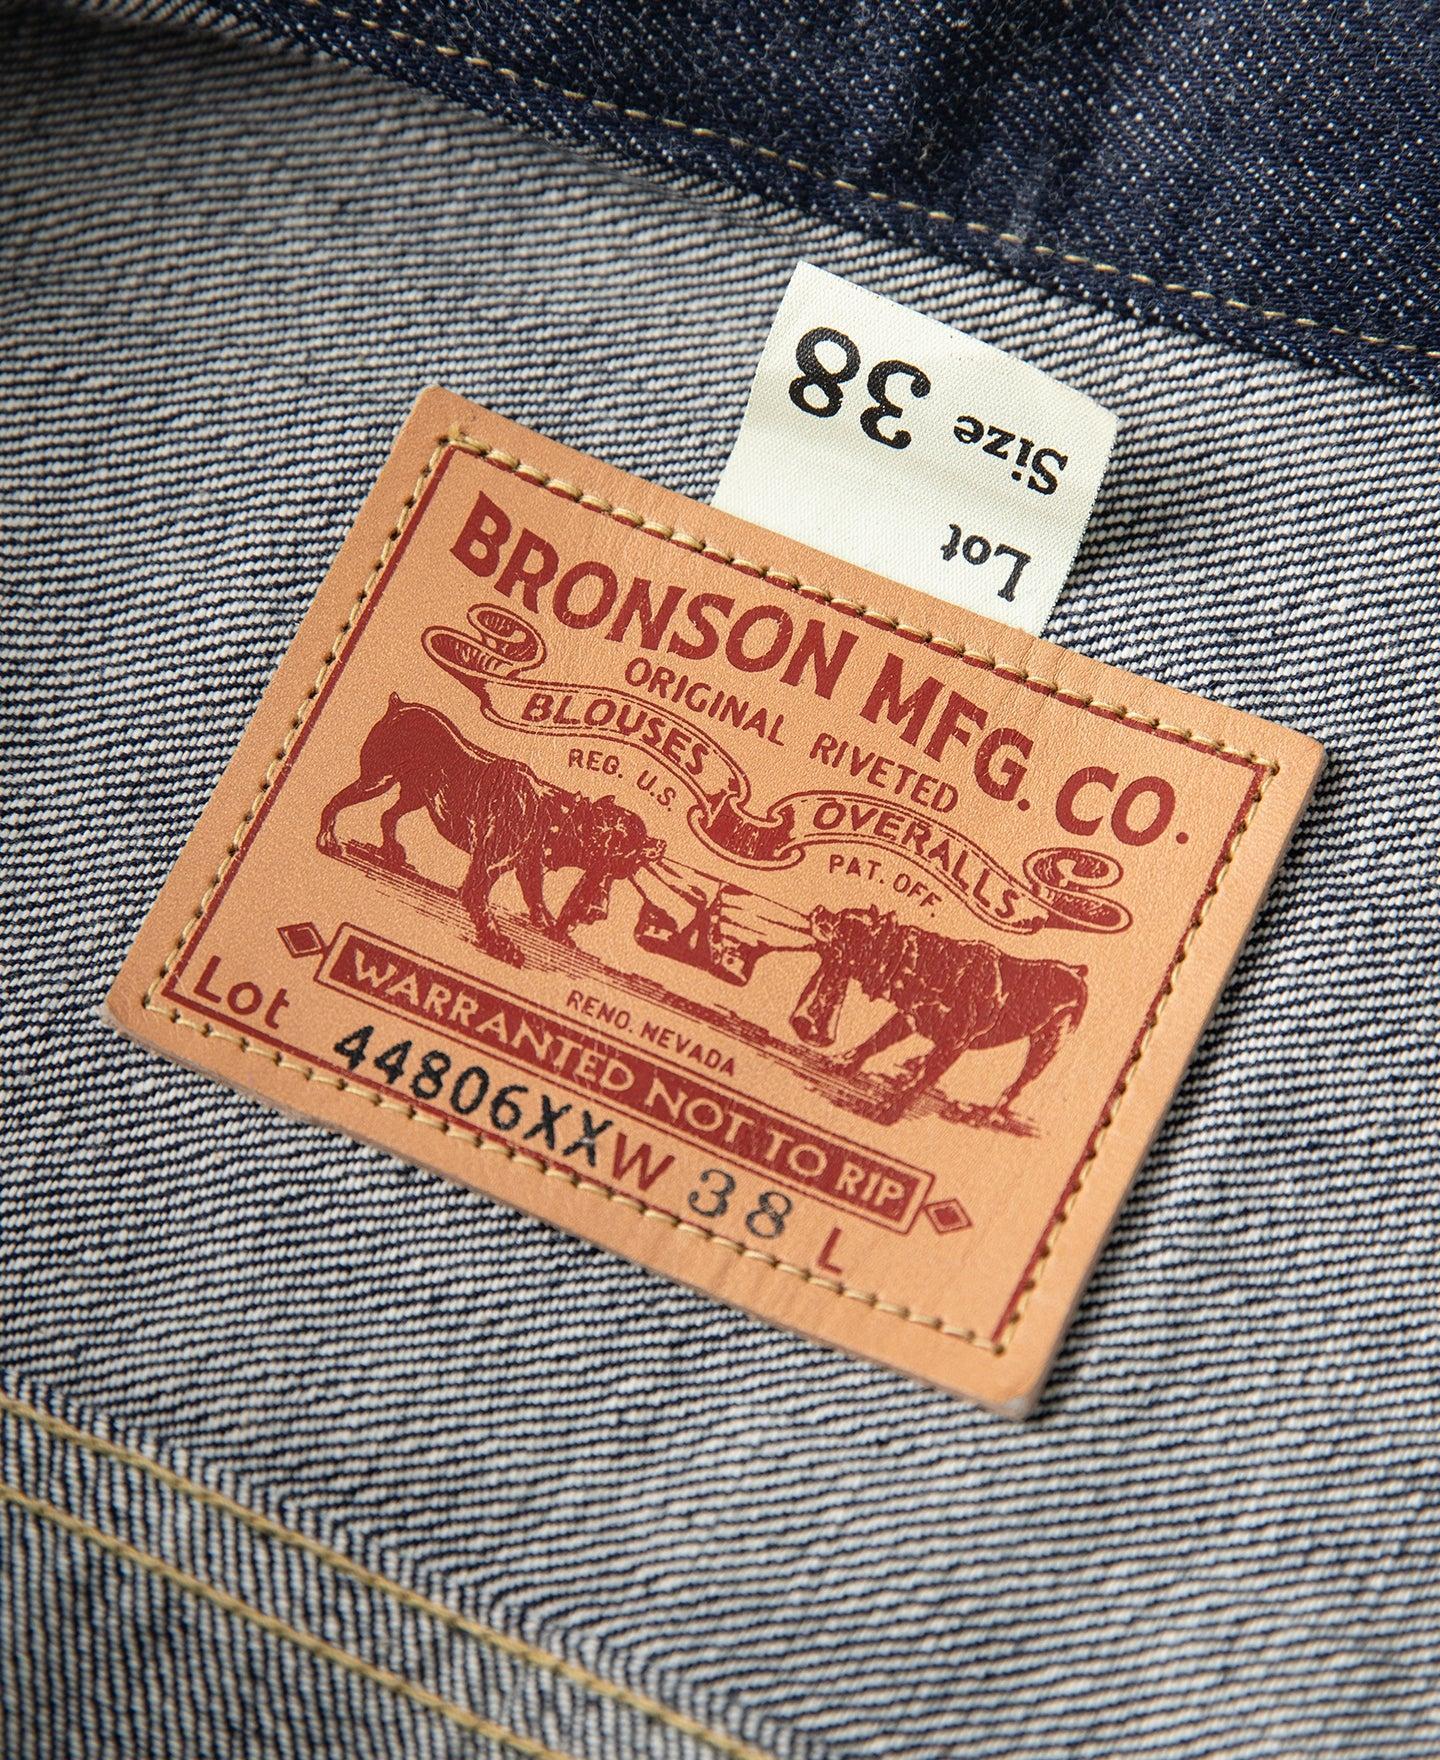 Lot
Size 38
BRONSON MFG. CO.
ORIGINAL RIVETED
BLOUSES OVERALLS
REG. U.S. PAT. OFF.
RENO. NEVADA
WARRANTED NOT TO RIP
Lot 44806XX W 38 L